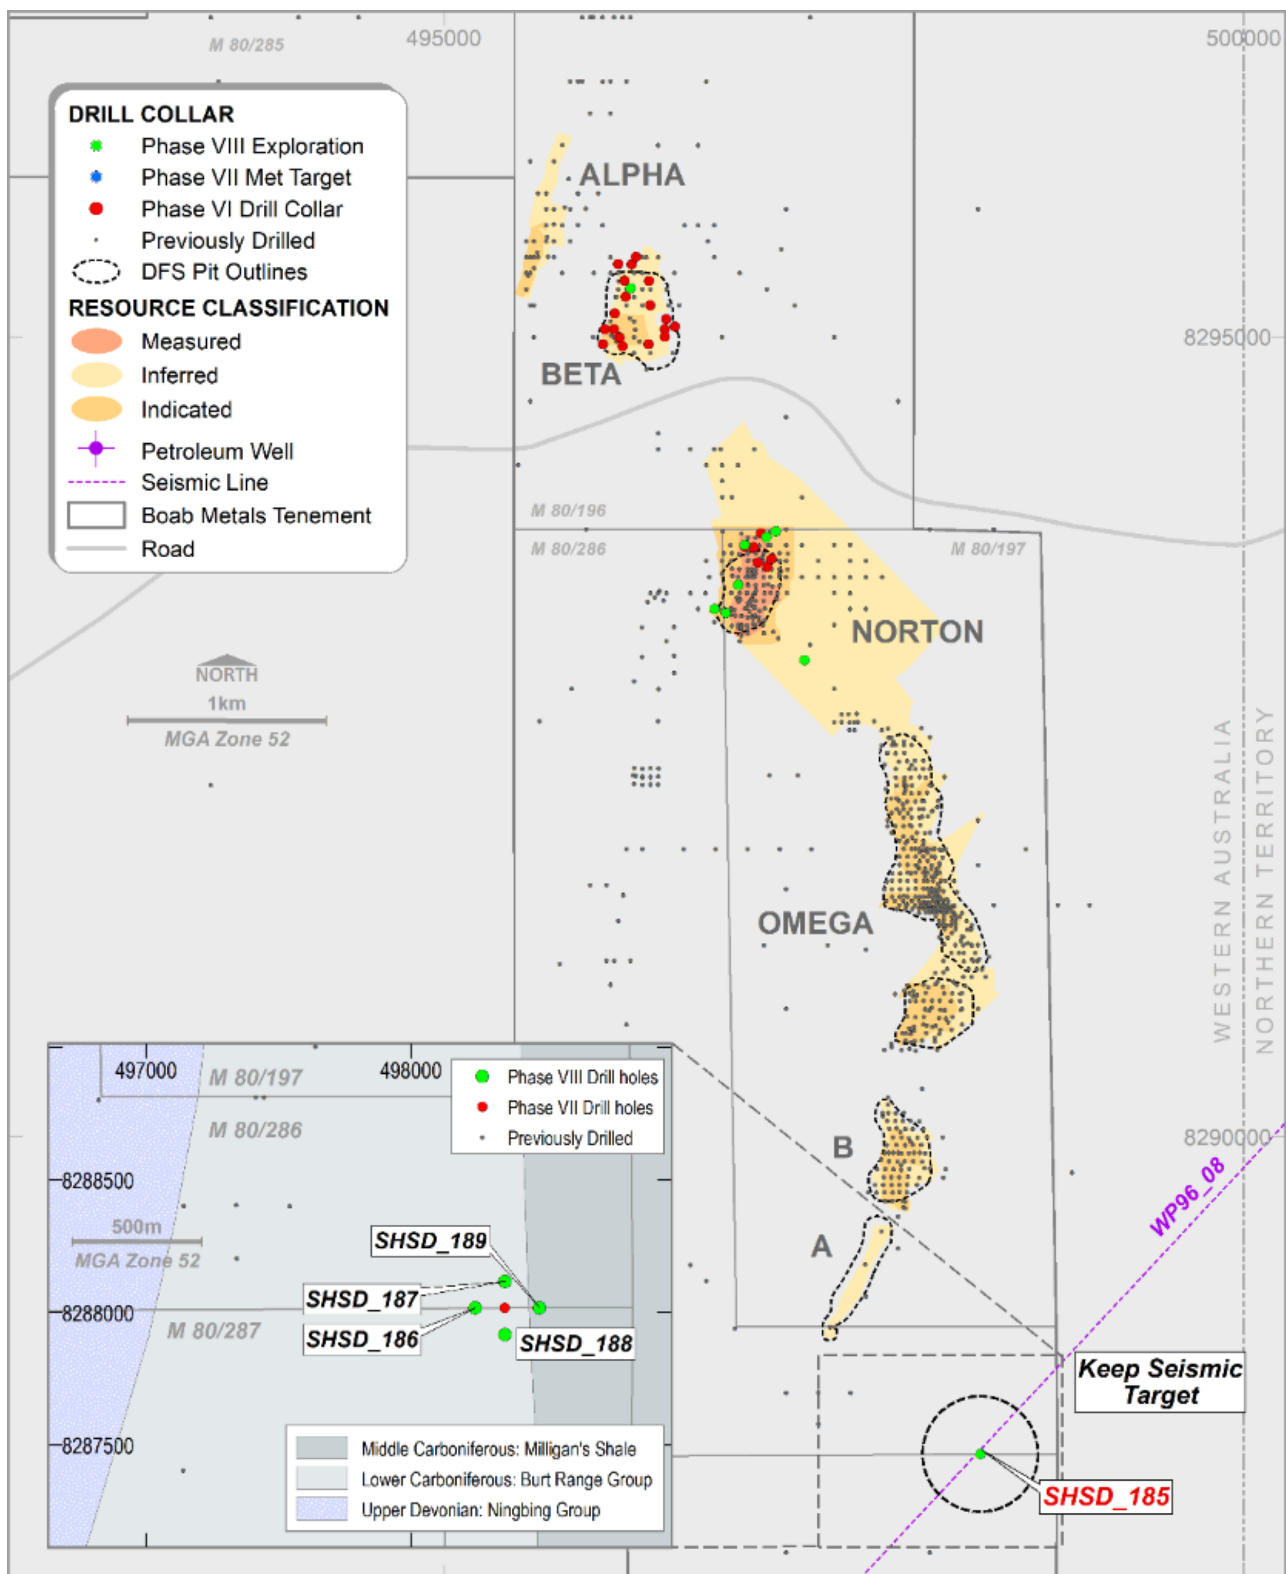 M 80/285
495000
500000
DRILL COLLAR
Phase VIII Exploration
Phase VII Met Target
Phase VI Drill Collar
Previously Drilled
DFS Pit Outlines
RESOURCE CLASSIFICATION
Measured
Inferred
Indicated
Petroleum Well
Seismic Line
Boab Metals Tenement
Road
ALPHA
8295000
BETA
M 80/196
M 80/286
M 80/197
NORTON
NORTH
1km
MGA Zone 52
WESTERN AUSTRALIA
NORTHERN TERRITORY
OMEGA
B
8290000
WP96_08
A
Keep Seismic
Target
SHSD_185
497000
498000
M 80/197
M 80/286
Phase VIII Drill holes
Phase VII Drill holes
Previously Drilled
8288500
500m
MGA Zone 52
SHSD_189
SHSD_187
8288000
M 80/287
SHSD_186
SHSD_188
8287500
Middle Carboniferous: Milligan's Shale
Lower Carboniferous: Burt Range Group
Upper Devonian: Ningbing Group